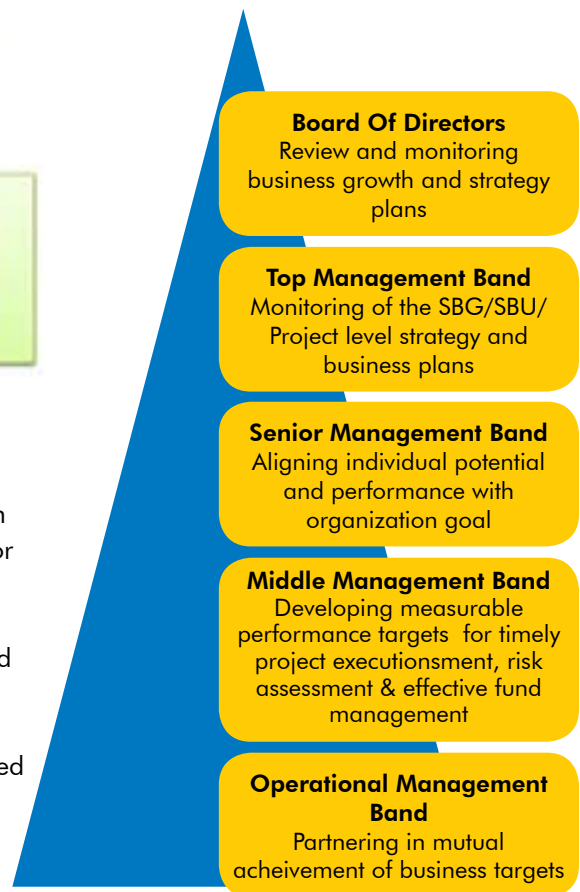 Board Of Directors
Review and monitoring
business growth and strategy
plans
Top Management Band
Monitoring of the SBG/SBU/
Project level strategy and
business plans
Senior Management Band
Aligning individual potential
and performance with
organization goal
Middle Management Band
Developing measurable
performance targets for timely
project executionsment, risk
assessment & effective fund
management
Operational Management
Band
Partnering in mutual
acheivement of business targets